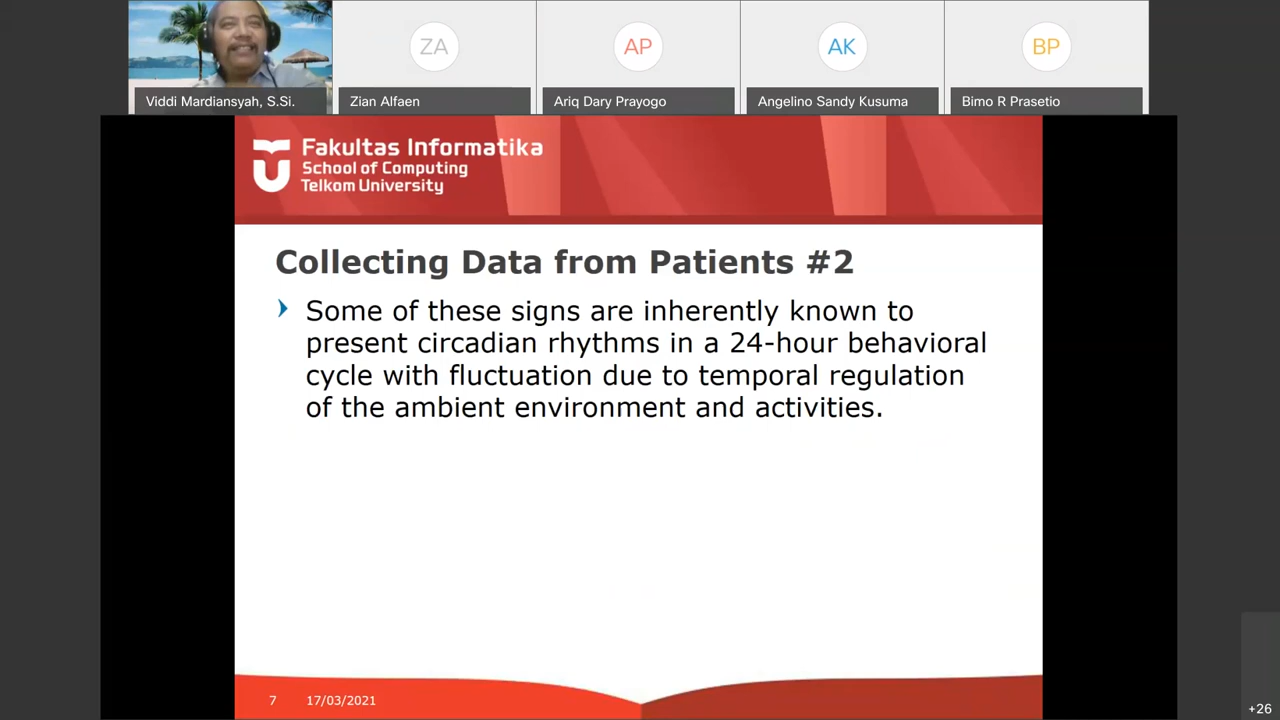 ZA
AP
AK
BP
Viddi Mardiansyah, S.Si.
Zian Alfaen
Ariq Dary Prayogo
Angelino Sandy Kusuma
Bimo R Prasetio
Fakultas Informatika
School of Computing
Telkom University
Collecting Data from Patients #2
Some of these signs are inherently known to
present circadian rhythms in a 24-hour behavioral
cycle with fluctuation due to temporal regulation
of the ambient environment and activities.
7 17/03/2021
+26